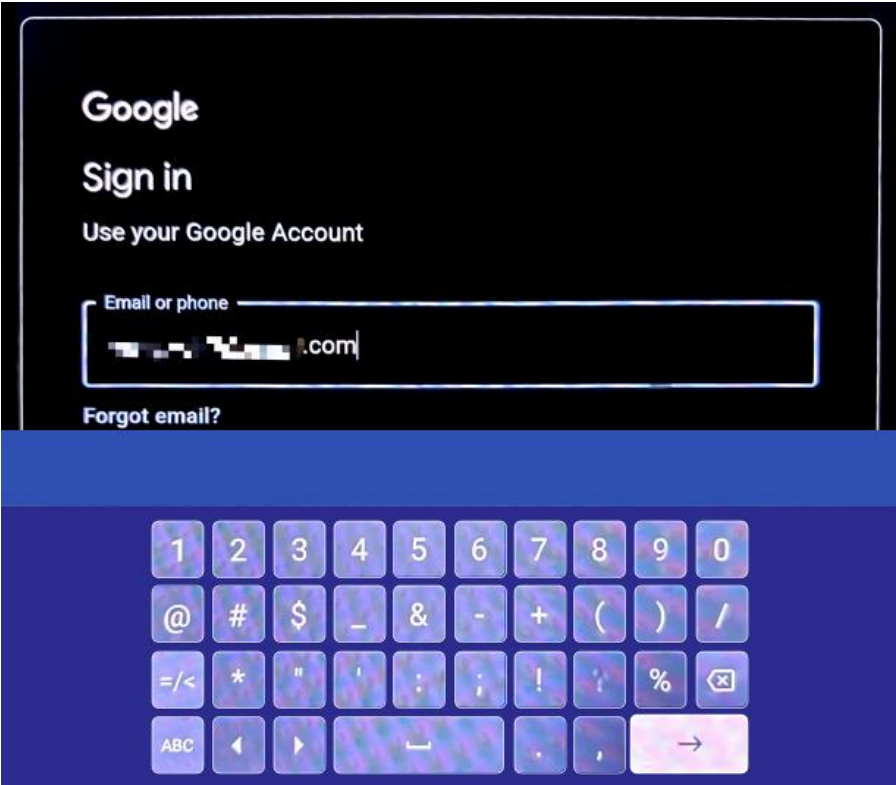 Google
Sign in
Use your Google Account
Email or phone
.com
Forgot email?
1 2 3 4 5 6 7 8 9 0
@ # $ _ & - + ( ) /
=/< * " ' : ; ! ? %
ABC . ,